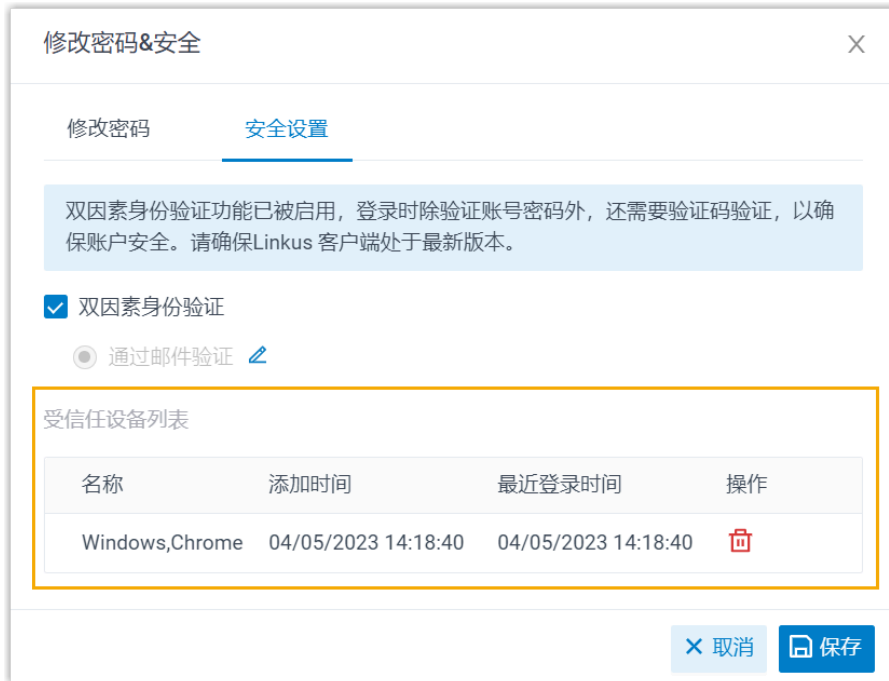 修改密码&安全
修改密码 安全设置
双因素身份验证功能已被启用，登录时除验证账号密码外，还需要验证码验证，以确
保账户安全。请确保Linkus 客户端处于最新版本。
双因素身份验证
通过邮件验证
受信任设备列表
名称 添加时间 最近登录时间 操作
Windows,Chrome 04/05/2023 14:18:40 04/05/2023 14:18:40
取消 保存